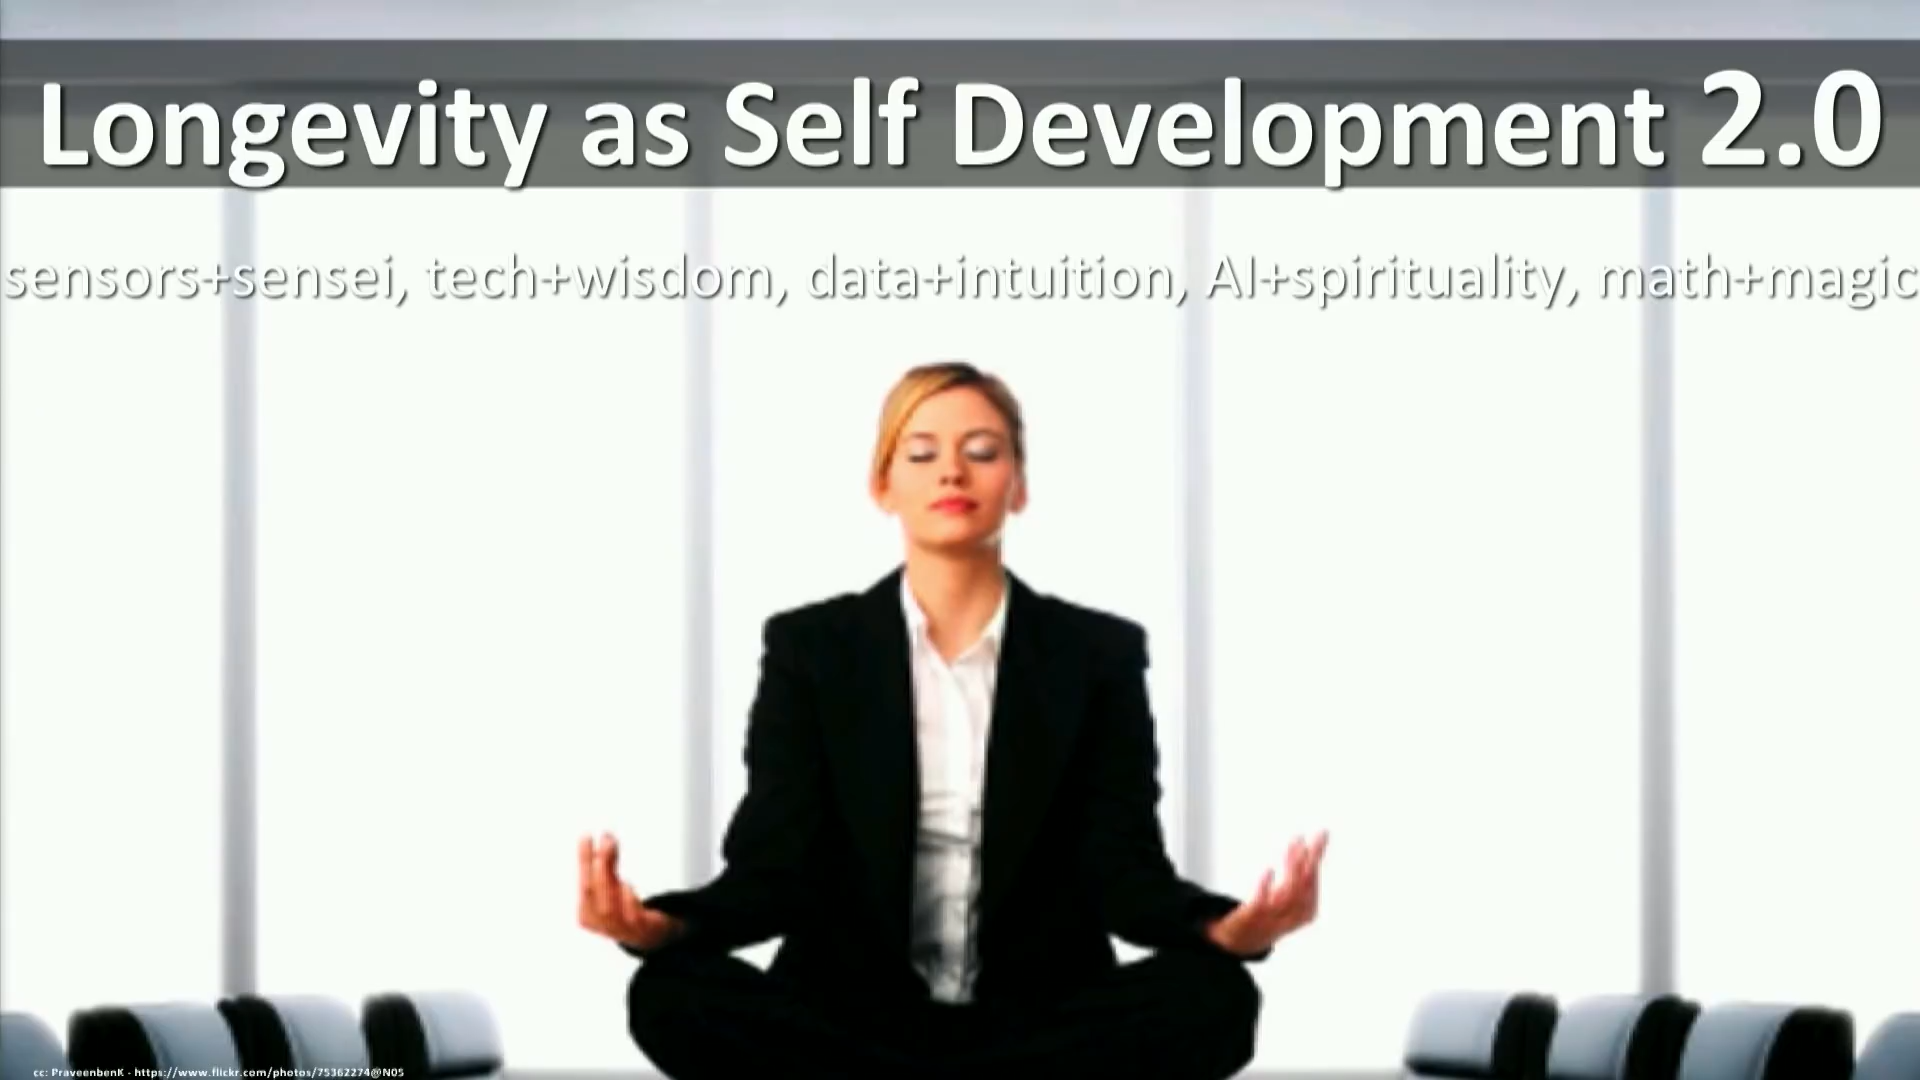 Longevity as Self Development 2.0
sensors+sensei, tech+wisdom, data+intuition, AI+spirituality, math+magic
cc: PraveenbenK - https://www.flickr.com/photos/75362274@N05